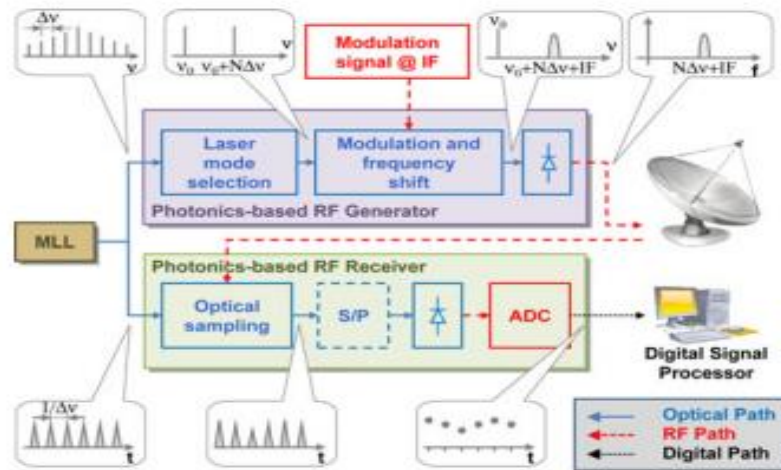 Δν
ν
ν₀ ν₀+NΔν
ν
Modulation
signal @ IF
ν₀
ν
ν₀+NΔν+IF
NΔν+IF f
Laser
mode
selection
Modulation and
frequency
shift
Photonics-based RF Generator
MLL
Photonics-based RF Receiver
Optical
sampling
S/P
ADC
Digital Signal
Processor
1/Δν
t
t
t
Optical Path
RF Path
Digital Path